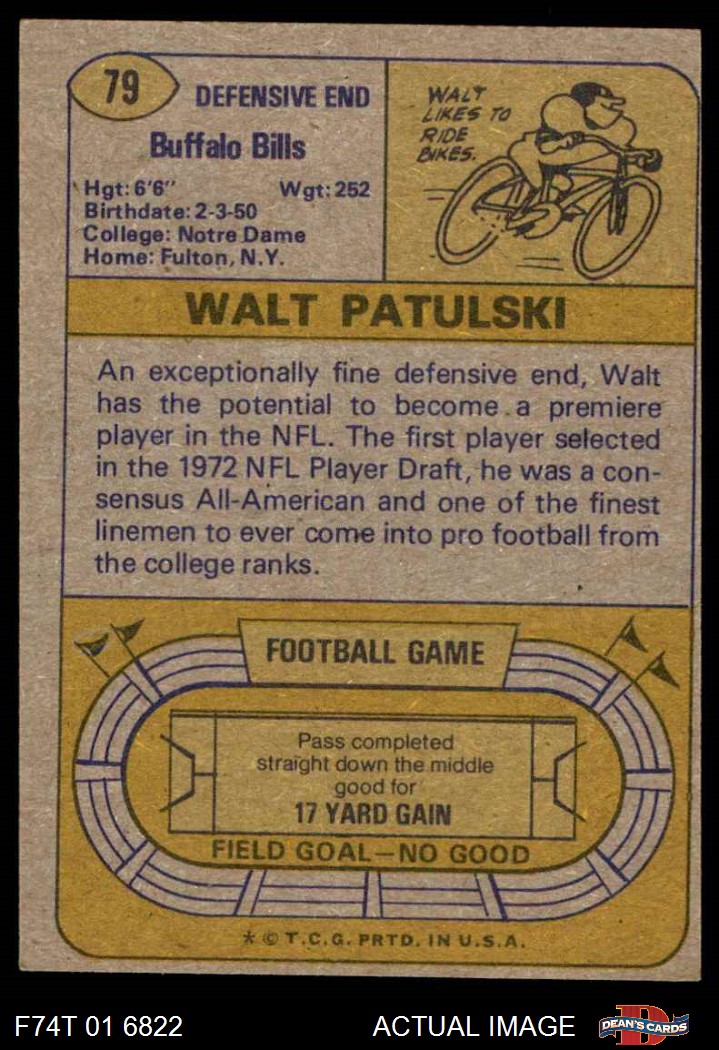 79
DEFENSIVE END
Buffalo Bills
Hgt: 6'6" Wgt: 252
Birthdate: 2-3-50
College: Notre Dame
Home: Fulton, N.Y.
WALT
LIKES TO
RIDE
BIKES.
WALT PATULSKI
An exceptionally fine defensive end, Walt
has the potential to become a premiere
player in the NFL. The first player selected
in the 1972 NFL Player Draft, he was a con-
sensus All-American and one of the finest
linemen to ever come into pro football from
the college ranks.
FOOTBALL GAME
Pass completed
straight down the middle
good for
17 YARD GAIN
FIELD GOAL—NO GOOD
* © T.C.G. PRTD. IN U.S.A.
F74T 01 6822 ACTUAL IMAGE
DEAN'S CARDS